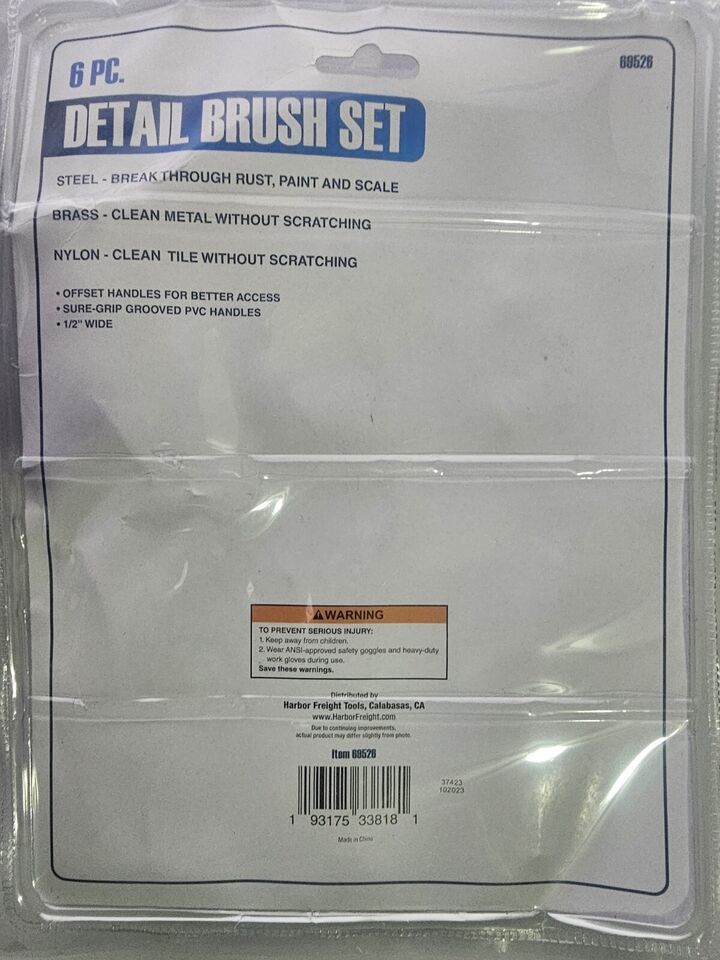 6 PC.
69526
DETAIL BRUSH SET
STEEL - BREAK THROUGH RUST, PAINT AND SCALE
BRASS - CLEAN METAL WITHOUT SCRATCHING
NYLON - CLEAN TILE WITHOUT SCRATCHING
• OFFSET HANDLES FOR BETTER ACCESS
• SURE-GRIP GROOVED PVC HANDLES
• 1/2" WIDE
⚠WARNING
TO PREVENT SERIOUS INJURY:
1. Keep away from children.
2. Wear ANSI-approved safety goggles and heavy-duty
work gloves during use.
Save these warnings.
Distributed by
Harbor Freight Tools, Calabasas, CA
www.HarborFreight.com
Due to continuing improvements,
actual product may differ slightly from photo.
Item 69526
37423
102023
1 93175 33818 1
Made in China